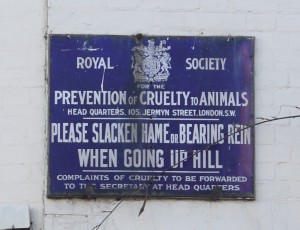 ROYAL SOCIETY
FOR THE
PREVENTION OF CRUELTY TO ANIMALS
HEAD QUARTERS, 105, JERMYN STREET, LONDON, S.W.
PLEASE SLACKEN HAME OR BEARING REIN
WHEN GOING UP HILL
COMPLAINTS OF CRUELTY TO BE FORWARDED
TO THE SECRETARY AT HEAD QUARTERS